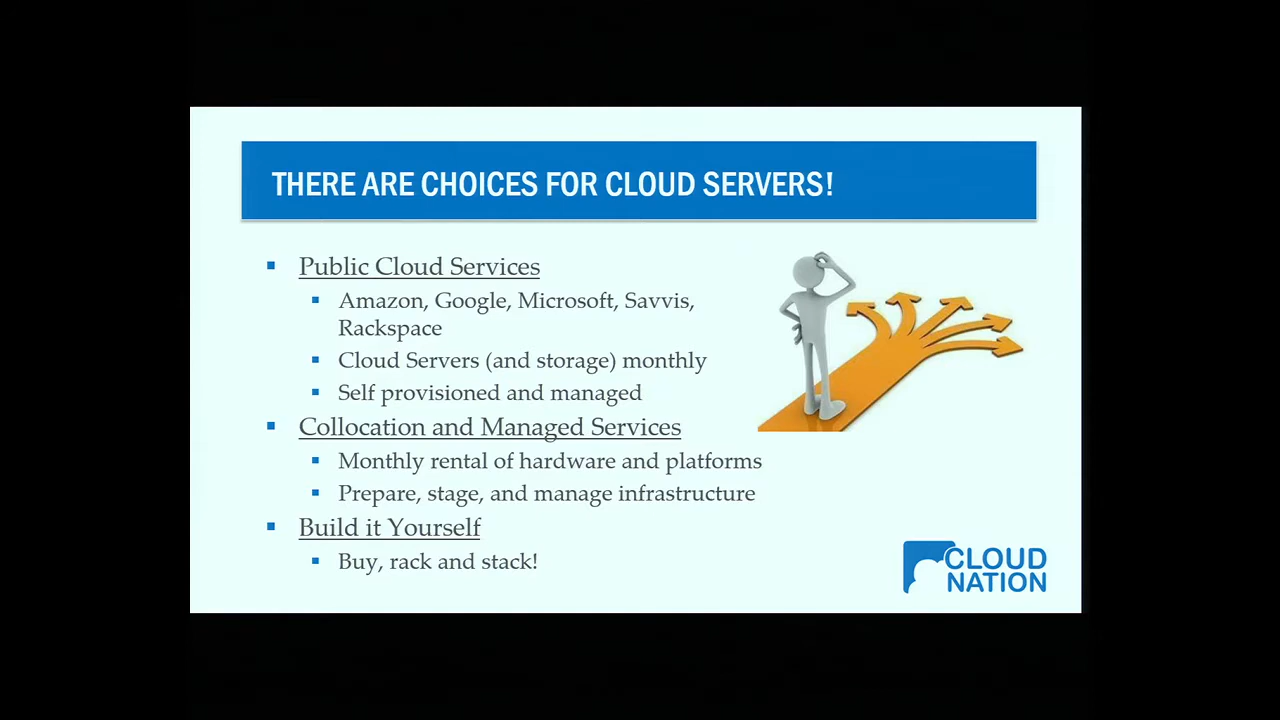 THERE ARE CHOICES FOR CLOUD SERVERS!
Public Cloud Services
Amazon, Google, Microsoft, Savvis,
Rackspace
Cloud Servers (and storage) monthly
Self provisioned and managed
Collocation and Managed Services
Monthly rental of hardware and platforms
Prepare, stage, and manage infrastructure
Build it Yourself
Buy, rack and stack!
CLOUD
NATION